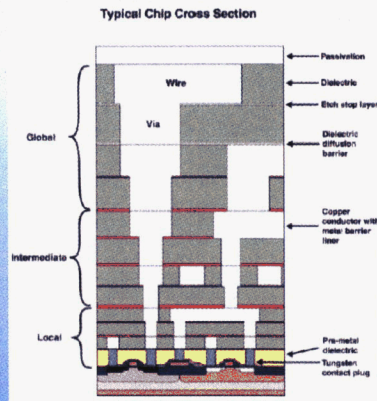 Typical Chip Cross Section
Passivation
Wire
Dielectric
Etch stop layer
Via
Dielectric
diffusion
barrier
Global
Copper
conductor with
metal barrier
liner
Intermediate
Local
Pre-metal
dielectric
Tungsten
contact plug